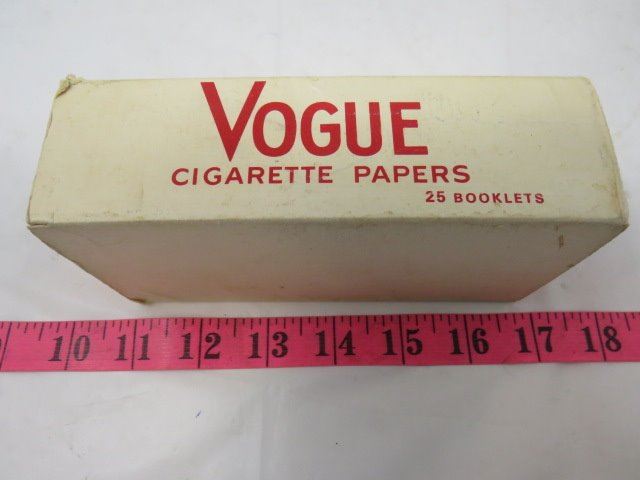 VOGUE
CIGARETTE PAPERS
25 BOOKLETS
10 11 12 13 14 15 16 17 18